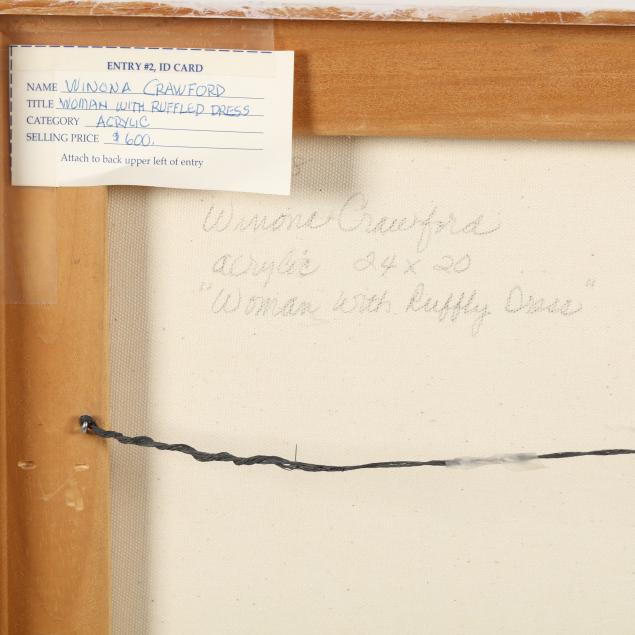 ENTRY #2, ID CARD
NAME WINONA CRAWFORD
TITLE WOMAN WITH RUFFLED DRESS
CATEGORY ACRYLIC
SELLING PRICE $600.
Attach to back upper left of entry
8
Winona Crawford
acrylic 24 x 20
"Woman With Ruffly Dress"